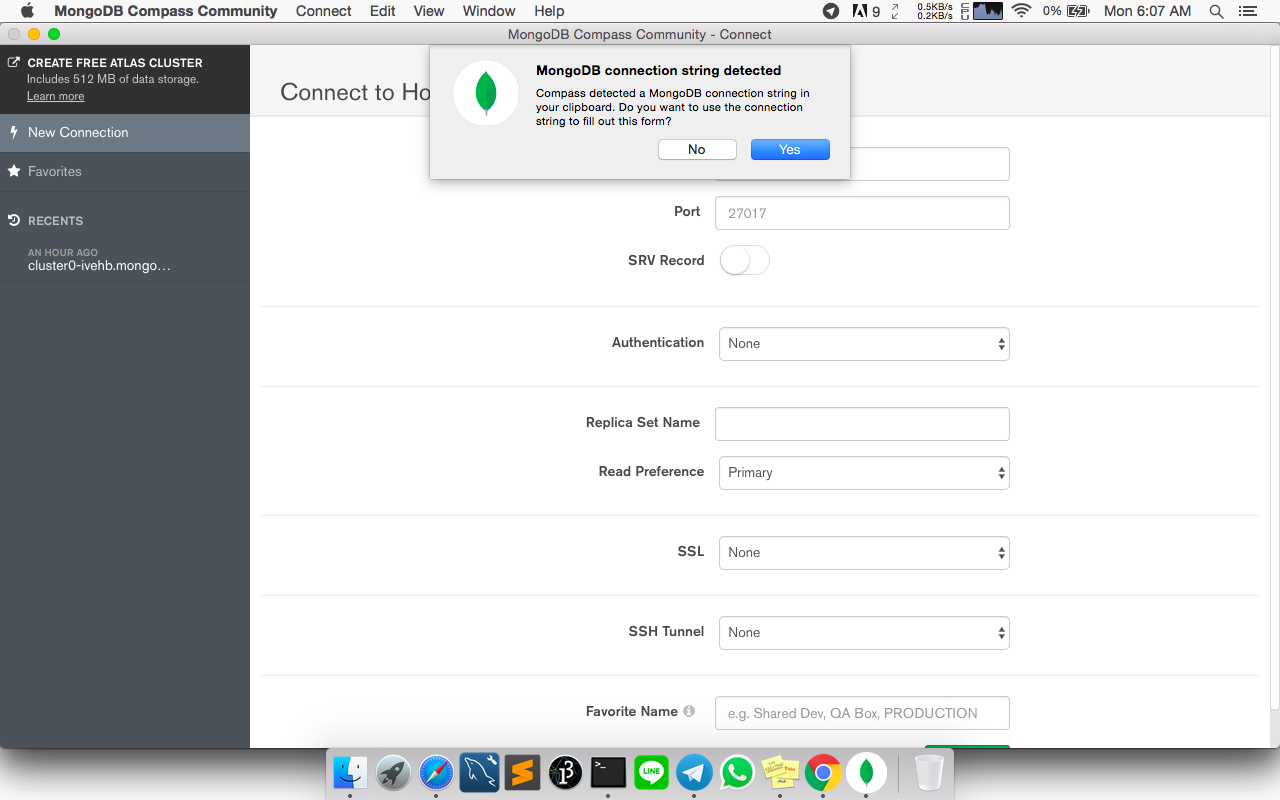 MongoDB Compass Community Connect Edit View Window Help 9 0.5KB/s 0% Mon 6:07 AM
0.2KB/s
MongoDB Compass Community - Connect
CREATE FREE ATLAS CLUSTER
Includes 512 MB of data storage.
Learn more
New Connection
Favorites
RECENTS
AN HOUR AGO
cluster0-ivehb.mongo…
MongoDB connection string detected
Compass detected a MongoDB connection string in
your clipboard. Do you want to use the connection
string to fill out this form?
No Yes
Connect to Ho
Port 27017
SRV Record
Authentication None
Replica Set Name
Read Preference Primary
SSL None
SSH Tunnel None
Favorite Name e.g. Shared Dev, QA Box, PRODUCTION
LINE